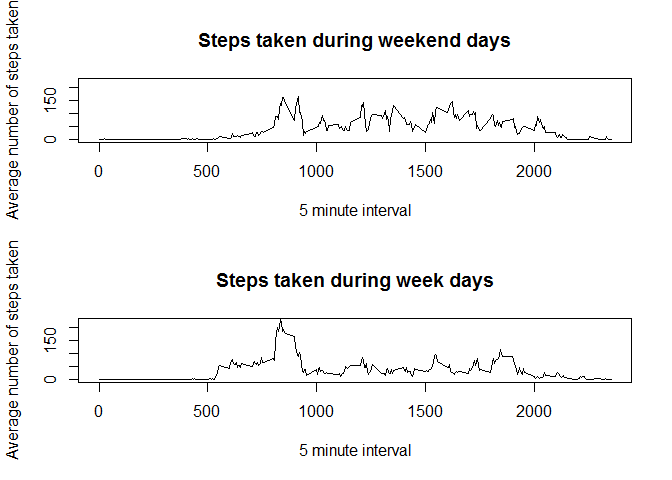 Steps taken during weekend days
Average number of steps taken
150
0
0 500 1000 1500 2000
5 minute interval
Steps taken during week days
Average number of steps taken
150
0
0 500 1000 1500 2000
5 minute interval